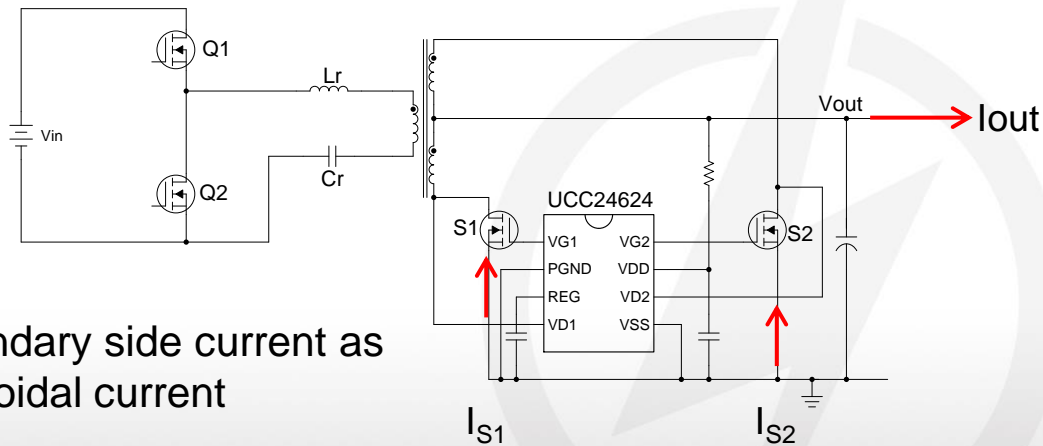 Q1
Lr
Vout
Iout
Vin
Cr
Q2
UCC24624
S1
VG1
VG2
S2
PGND
VDD
REG
VD2
VD1
VSS
ndary side current as
oidal current
IS1
IS2